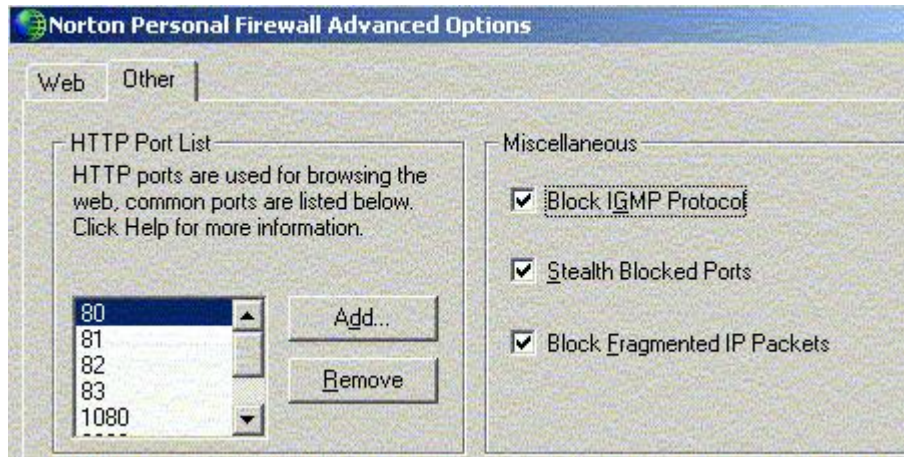 Norton Personal Firewall Advanced Options
Web
Other
HTTP Port List
HTTP ports are used for browsing the
web, common ports are listed below.
Click Help for more information.
80
81
82
83
1080
Add...
Remove
Miscellaneous
Block IGMP Protocol
Stealth Blocked Ports
Block Fragmented IP Packets